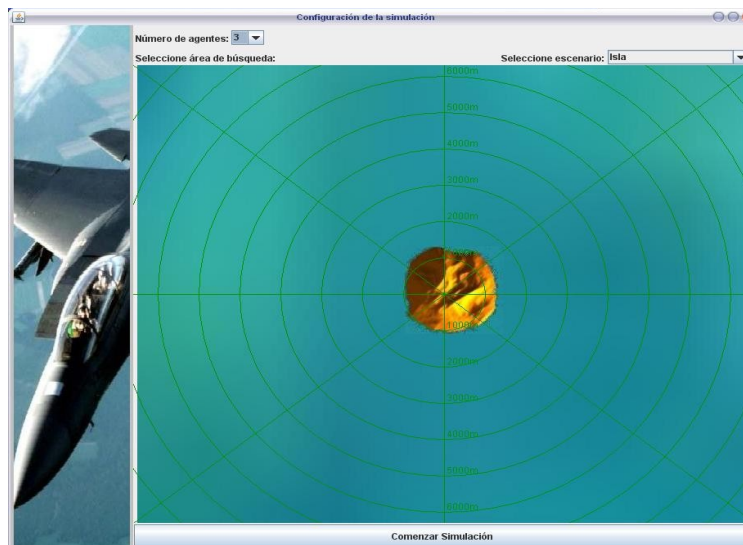 Configuración de la simulación
Número de agentes: 3
Seleccione área de búsqueda:
Seleccione escenario: Isla
6000m
5000m
4000m
3000m
2000m
1000m
2000m
3000m
4000m
5000m
6000m
Comenzar Simulación